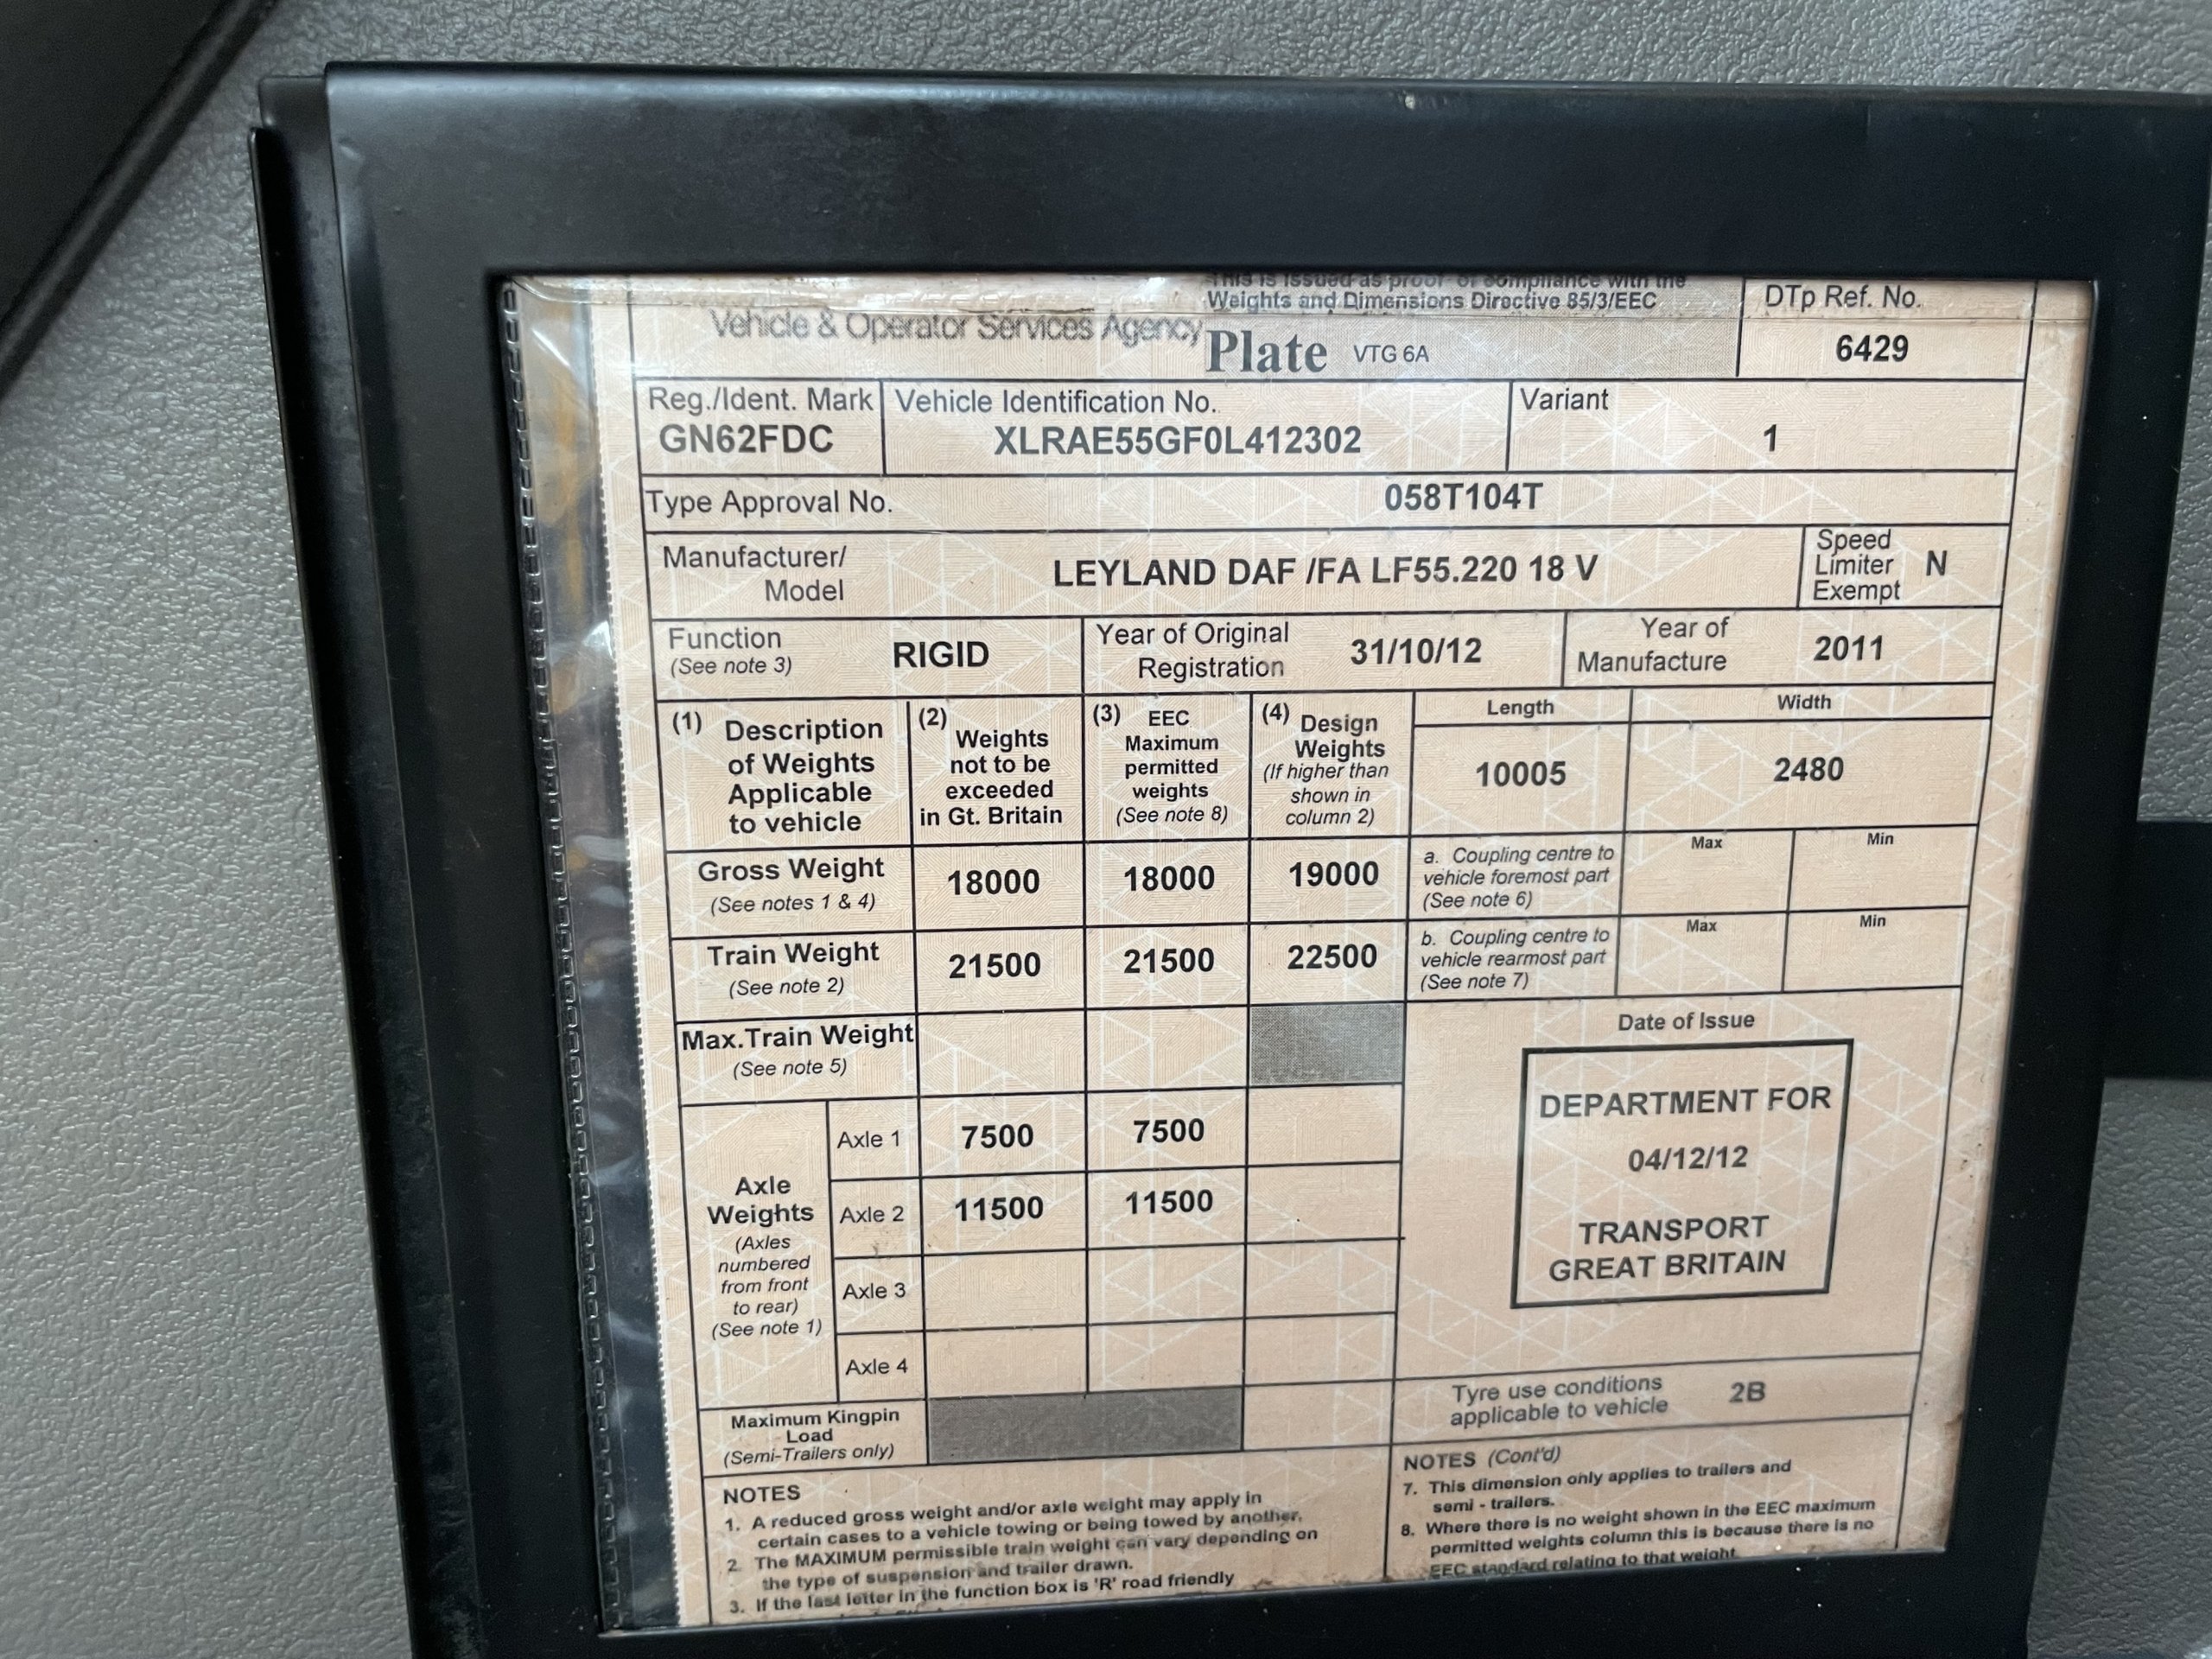 This is issued as proof of compliance with the
Weights and Dimensions Directive 85/3/EEC
DTp Ref. No.
Vehicle & Operator Services Agency
Plate VTG 6A
6429
Reg./Ident. Mark
Vehicle Identification No.
Variant
GN62FDC
XLRAE55GF0L412302
1
Type Approval No.
058T104T
Manufacturer/
Model
LEYLAND DAF /FA LF55.220 18 V
Speed
Limiter
Exempt
N
Function
(See note 3)
RIGID
Year of Original
Registration
31/10/12
Year of
Manufacture
2011
(1) Description
of Weights
Applicable
to vehicle
(2) Weights
not to be
exceeded
in Gt. Britain
(3) EEC
Maximum
permitted
weights
(See note 8)
(4) Design
Weights
(If higher than
shown in
column 2)
Length
Width
10005
2480
Gross Weight
(See notes 1 & 4)
18000
18000
19000
a. Coupling centre to
vehicle foremost part
(See note 6)
Max
Min
Train Weight
(See note 2)
21500
21500
22500
b. Coupling centre to
vehicle rearmost part
(See note 7)
Max
Min
Max.Train Weight
(See note 5)
Date of Issue
DEPARTMENT FOR
04/12/12
TRANSPORT
GREAT BRITAIN
Axle
Weights
(Axles
numbered
from front
to rear)
(See note 1)
Axle 1
7500
7500
Axle 2
11500
11500
Axle 3
Axle 4
Tyre use conditions
applicable to vehicle
2B
Maximum Kingpin
Load
(Semi-Trailers only)
NOTES
1. A reduced gross weight and/or axle weight may apply in
certain cases to a vehicle towing or being towed by another.
2. The MAXIMUM permissible train weight can vary depending on
the type of suspension and trailer drawn.
3. If the last letter in the function box is 'R' road friendly
NOTES (Cont'd)
7. This dimension only applies to trailers and
semi - trailers.
8. Where there is no weight shown in the EEC maximum
permitted weights column this is because there is no
EEC standard relating to that weight.